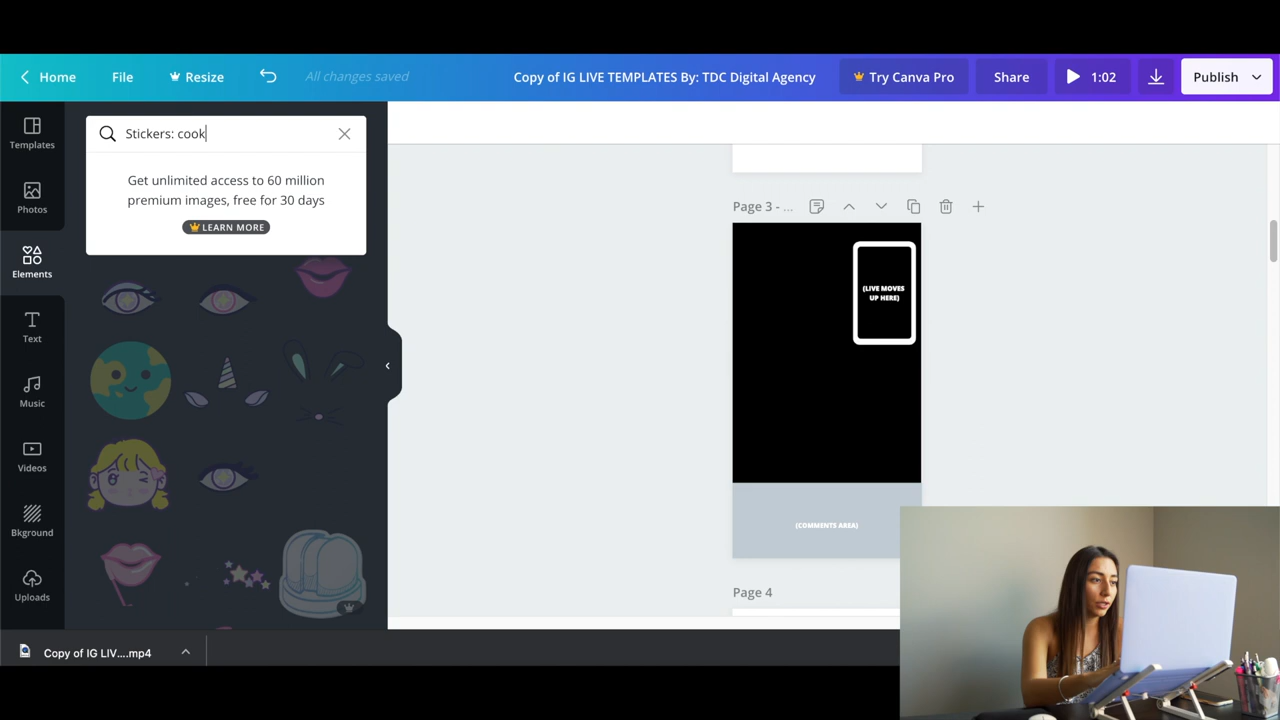 Home
File
Resize
All changes saved
Copy of IG LIVE TEMPLATES By: TDC Digital Agency
Try Canva Pro
Share
1:02
Publish
Templates
Photos
Elements
Text
Music
Videos
Bkground
Uploads
Stickers: cook
Get unlimited access to 60 million
premium images, free for 30 days
LEARN MORE
Page 3 - ...
(LIVE MOVES
UP HERE)
(COMMENTS AREA)
Page 4
Copy of IG LIV....mp4